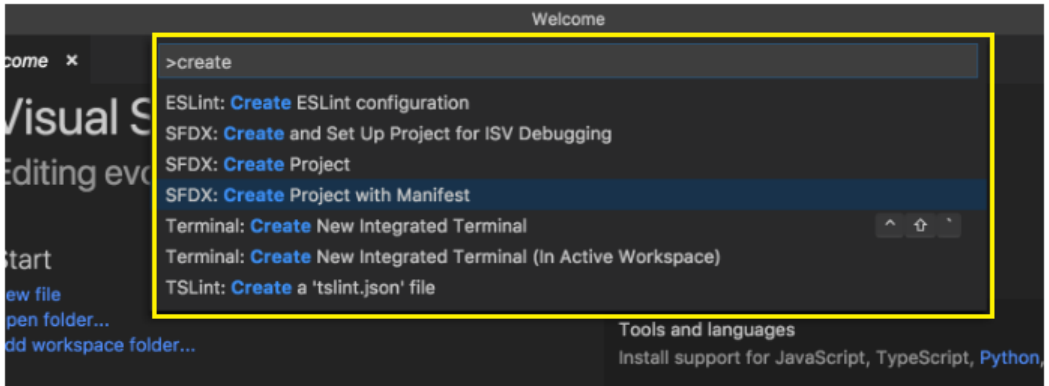 Welcome
come ×
>create
ESLint: Create ESLint configuration
SFDX: Create and Set Up Project for ISV Debugging
SFDX: Create Project
SFDX: Create Project with Manifest
Terminal: Create New Integrated Terminal ^ ⇧ `
Terminal: Create New Integrated Terminal (In Active Workspace)
TSLint: Create a 'tslint.json' file
Visual S
Editing evo
Start
ew file
pen folder...
dd workspace folder...
Tools and languages
Install support for JavaScript, TypeScript, Python,